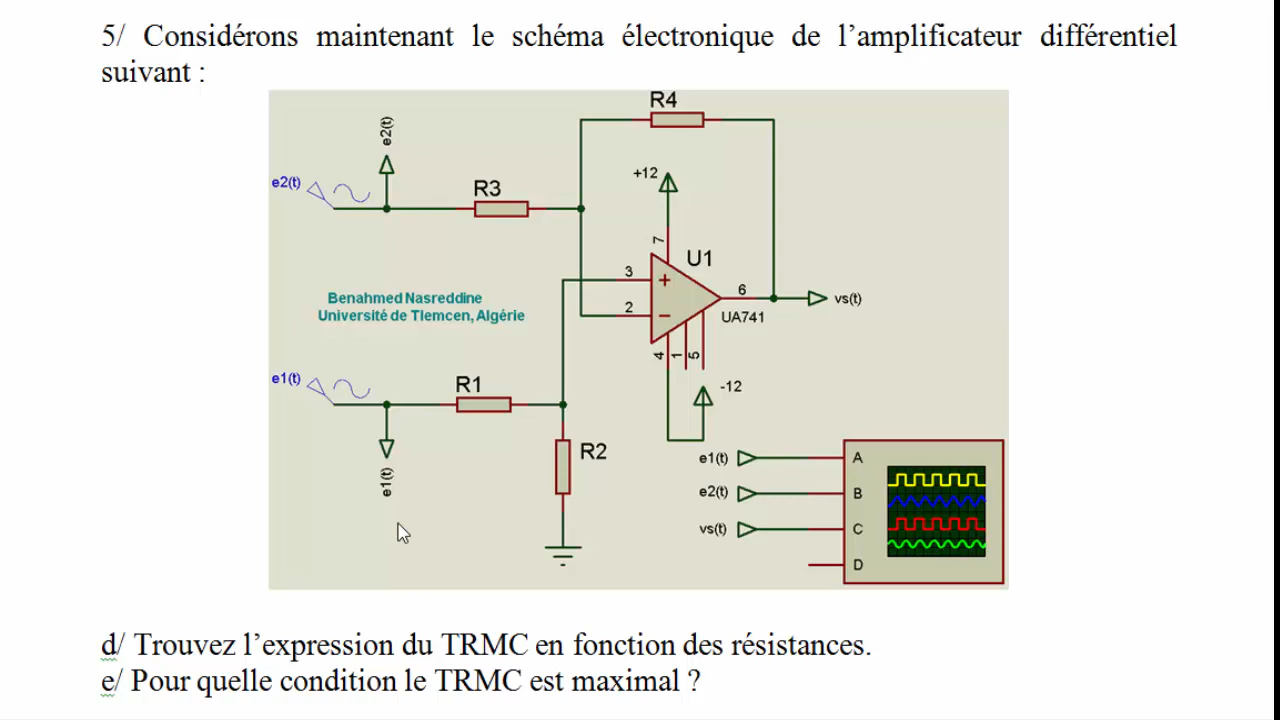 5/ Considérons maintenant le schéma électronique de l’amplificateur différentiel
suivant :
R4
e2(t)
+12
e2(t)
R3
7
U1
3
6
2
vs(t)
Benahmed Nasreddine
Université de Tlemcen, Algérie
UA741
4
1
5
e1(t)
R1
-12
R2
e1(t)
e1(t)
A
e2(t)
B
vs(t)
C
D
d/ Trouvez l’expression du TRMC en fonction des résistances.
e/ Pour quelle condition le TRMC est maximal ?